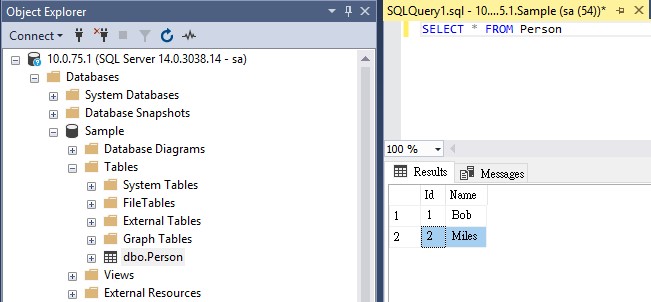 Object Explorer
Connect
10.0.75.1 (SQL Server 14.0.3038.14 - sa)
Databases
System Databases
Database Snapshots
Sample
Database Diagrams
Tables
System Tables
FileTables
External Tables
Graph Tables
dbo.Person
Views
External Resources
SQLQuery1.sql - 10....5.1.Sample (sa (54))*
SELECT * FROM Person
100 %
Results Messages
Id Name
1 1 Bob
2 2 Miles